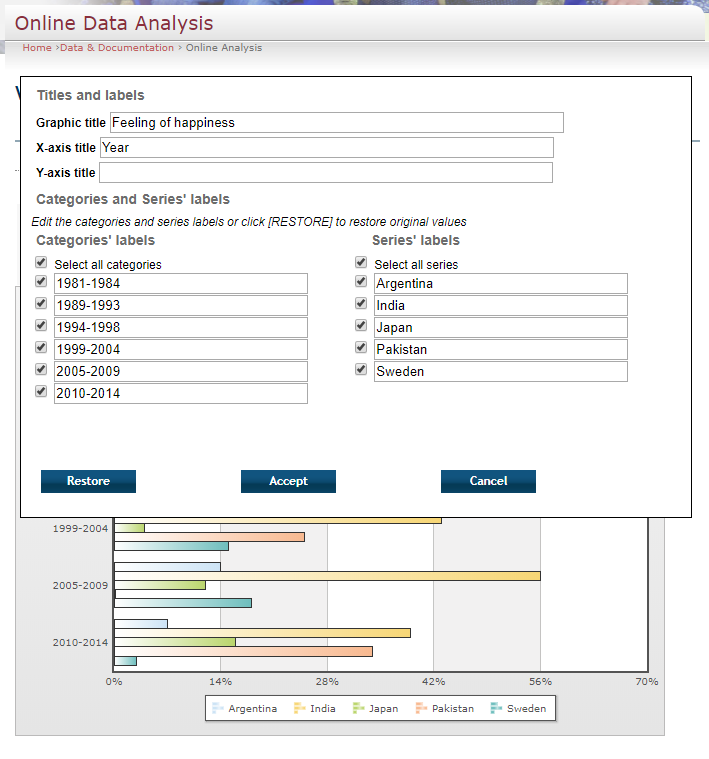 Online Data Analysis
Home >Data & Documentation > Online Analysis
Titles and labels
Graphic title Feeling of happiness
X-axis title Year
Y-axis title
Categories and Series' labels
Edit the categories and series labels or click [RESTORE] to restore original values
Categories' labels Series' labels
Select all categories Select all series
1981-1984 Argentina
1989-1993 India
1994-1998 Japan
1999-2004 Pakistan
2005-2009 Sweden
2010-2014
Restore Accept Cancel
1999-2004
2005-2009
2010-2014
0% 14% 28% 42% 56% 70%
Argentina India Japan Pakistan Sweden